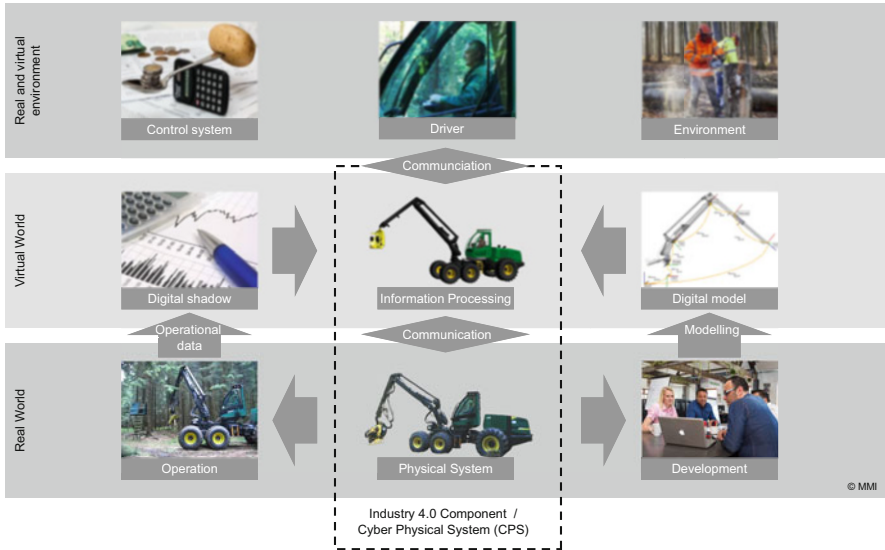 Real and virtual
environment
Control system
Driver
Environment
Communciation
Virtual World
Digital shadow
Information Processing
Digital model
Operational
data
Communication
Modelling
Real World
Operation
Physical System
Development
© MMI
Industry 4.0 Component /
Cyber Physical System (CPS)